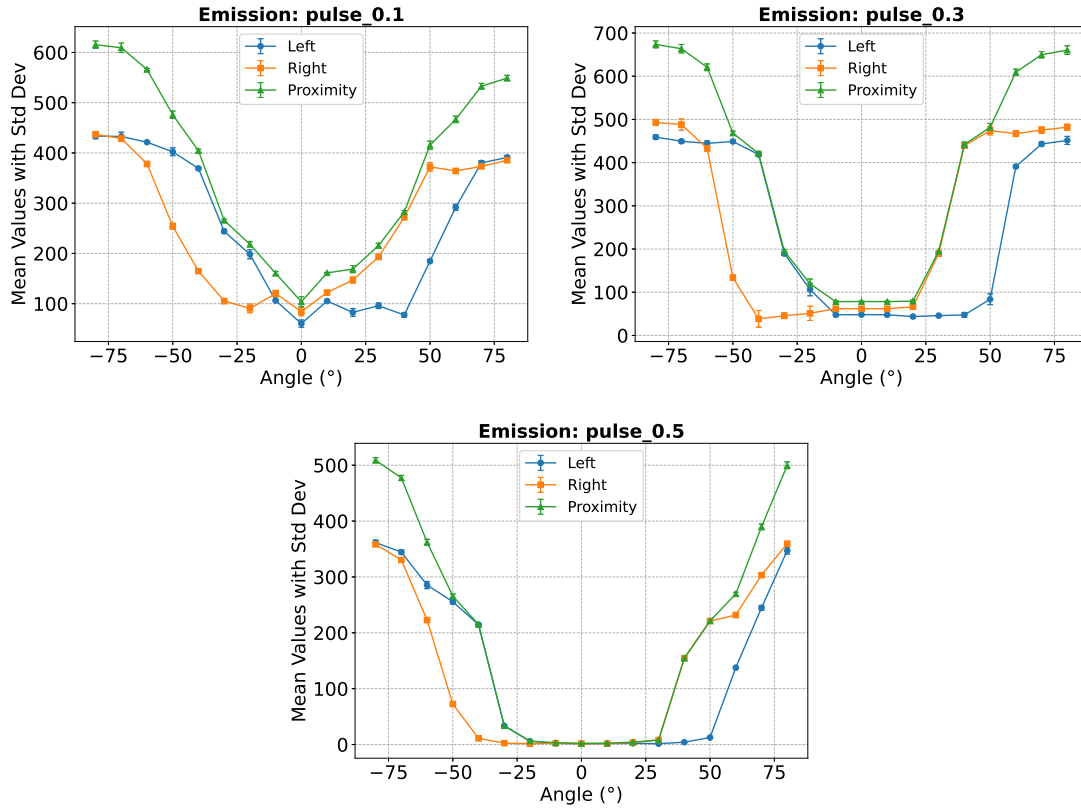 Emission: pulse_0.1
Mean Values with Std Dev
600
500
400
300
200
100
Left
Right
Proximity
−75 −50 −25 0 25 50 75
Angle (°)
Emission: pulse_0.3
Mean Values with Std Dev
700
600
500
400
300
200
100
0
Left
Right
Proximity
−75 −50 −25 0 25 50 75
Angle (°)
Emission: pulse_0.5
Mean Values with Std Dev
500
400
300
200
100
0
Left
Right
Proximity
−75 −50 −25 0 25 50 75
Angle (°)